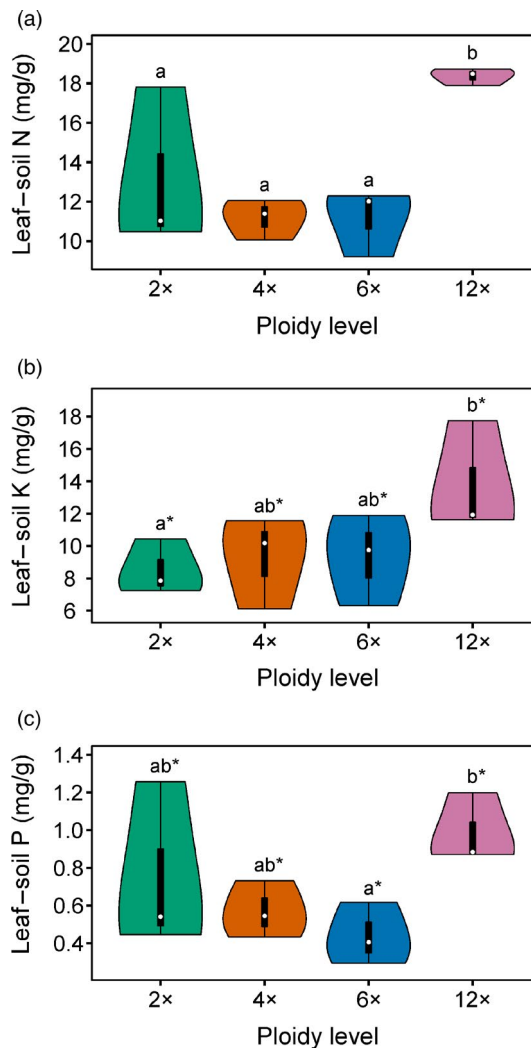 (a)
Leaf−soil N (mg/g)
20
18
16
14
12
10
a
a
a
b
2×
4×
6×
12×
Ploidy level
(b)
Leaf−soil K (mg/g)
18
16
14
12
10
8
6
a*
ab*
ab*
b*
2×
4×
6×
12×
Ploidy level
(c)
Leaf−soil P (mg/g)
1.4
1.2
1.0
0.8
0.6
0.4
ab*
ab*
a*
b*
2×
4×
6×
12×
Ploidy level